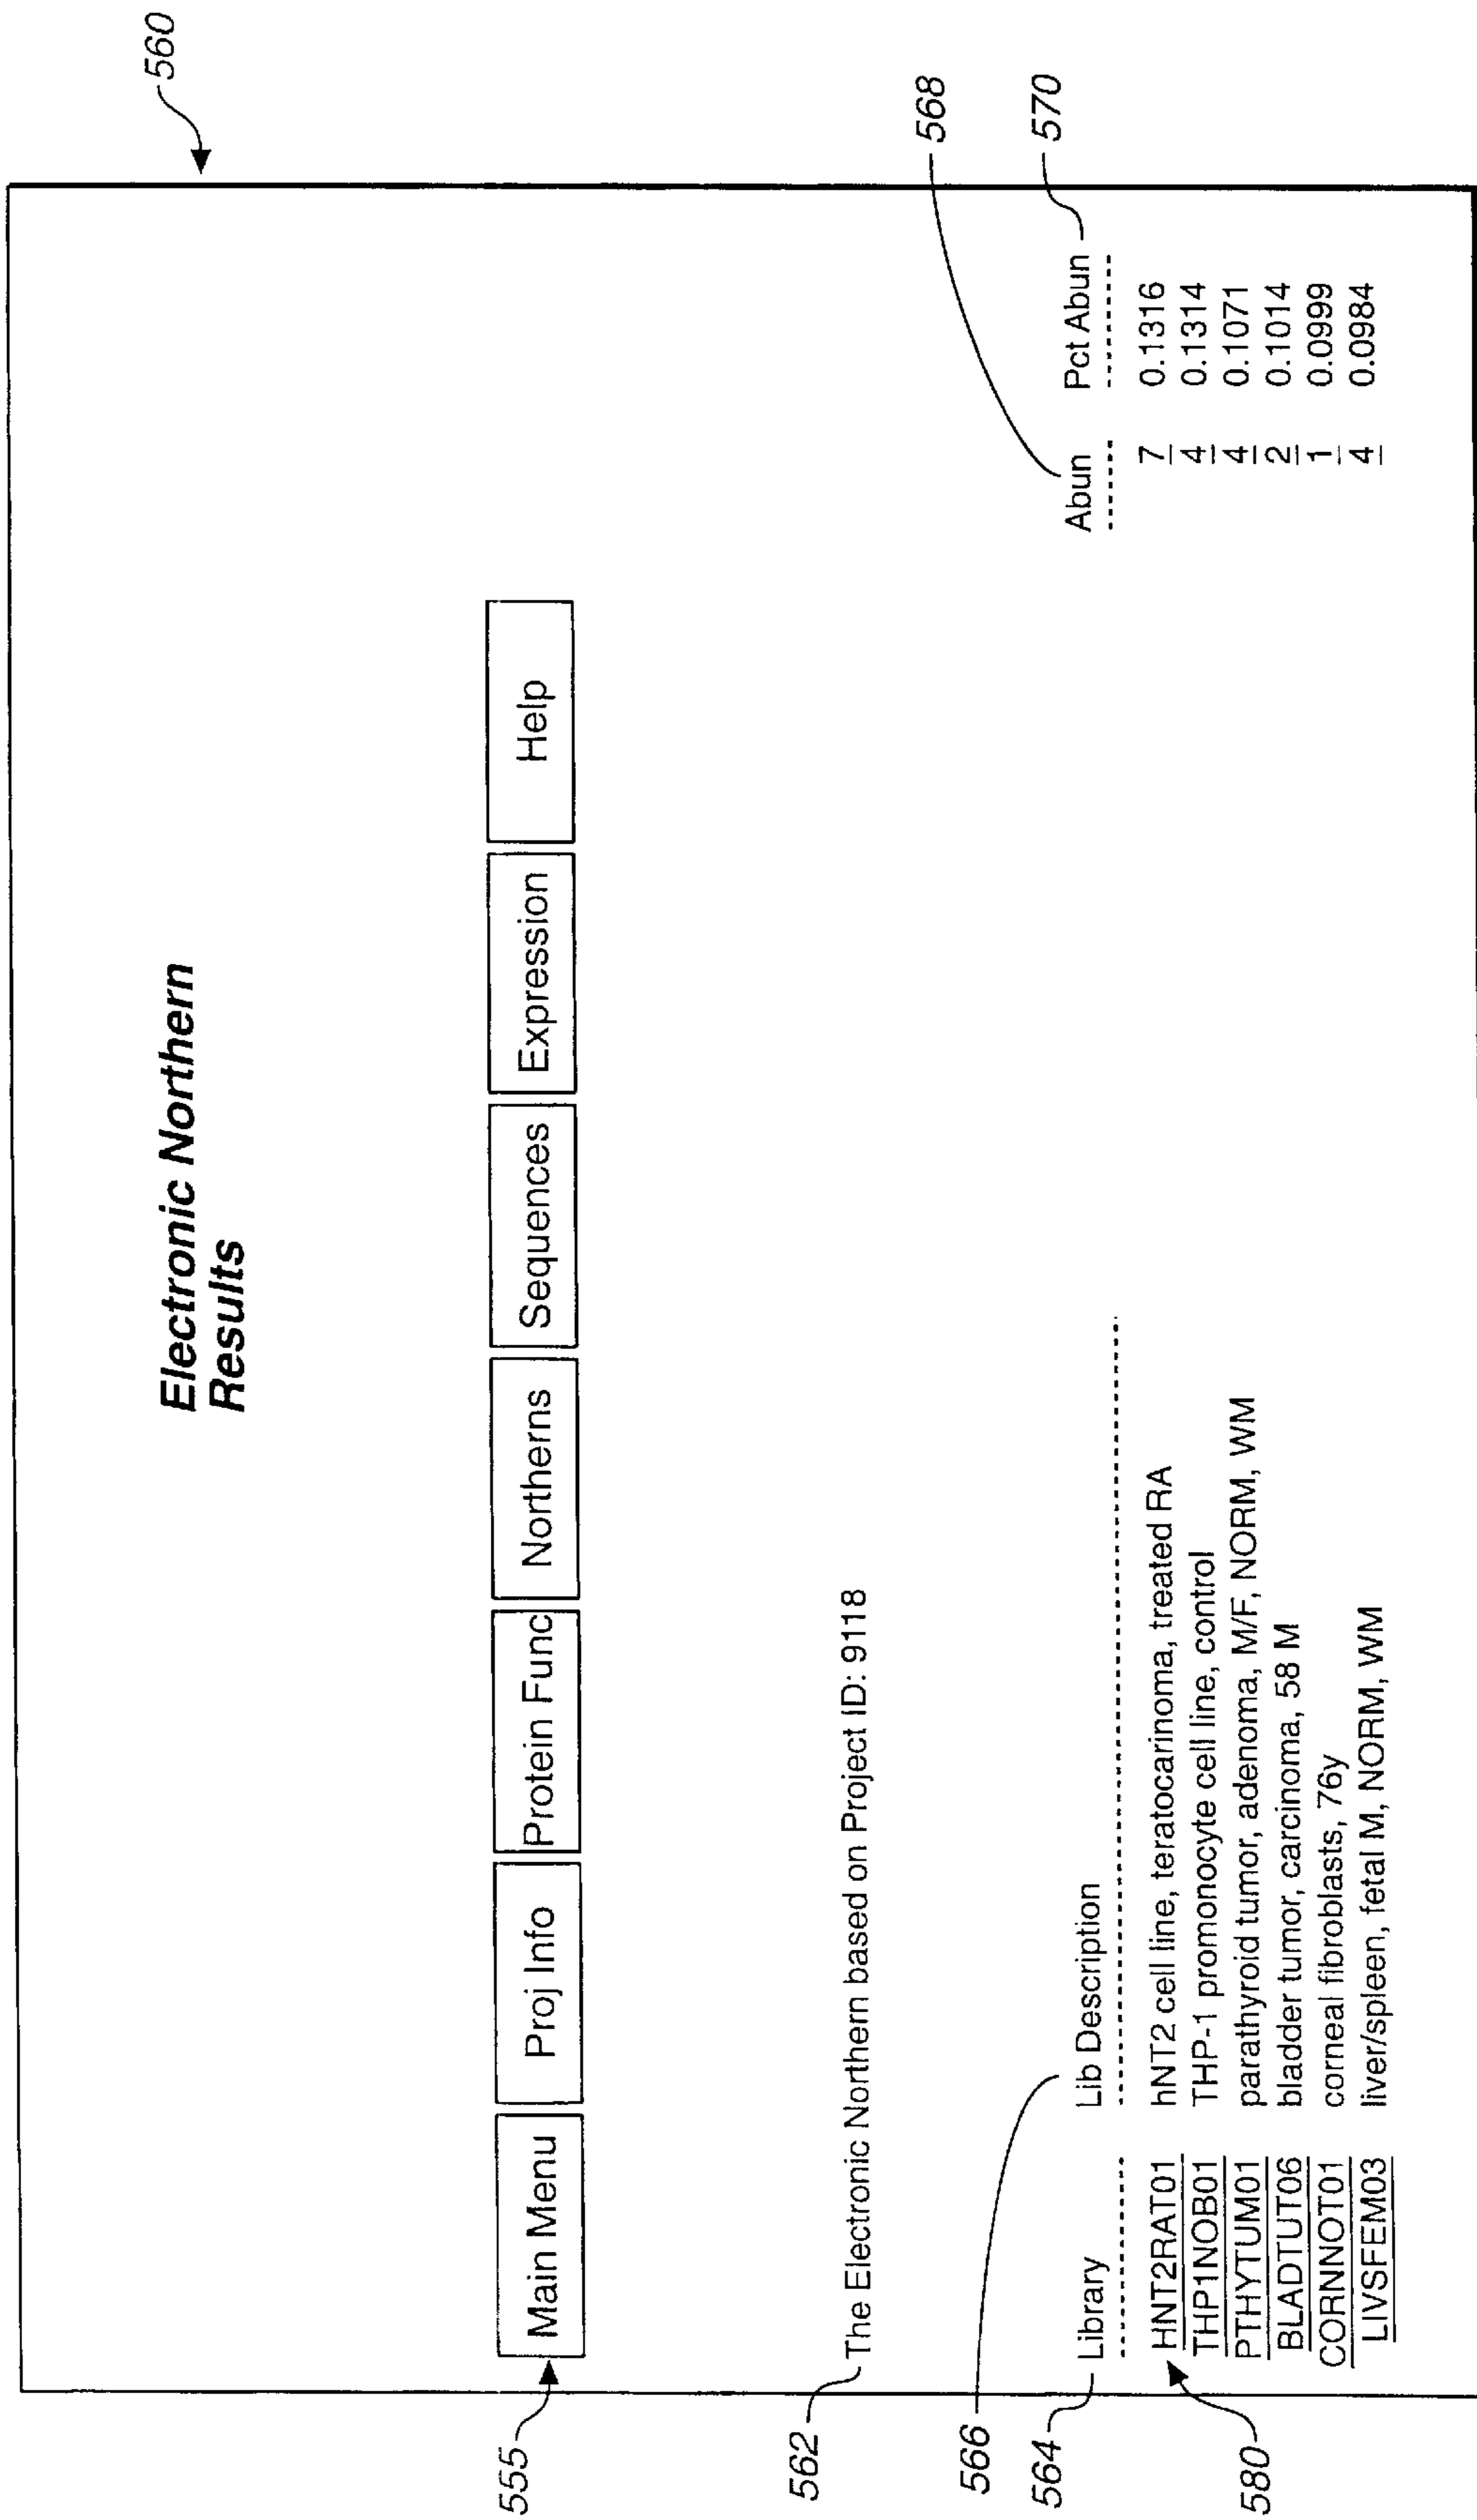 560
Electronic Northern
Results
555 Main Menu Proj Info Protein Func Northerns Sequences Expression Help
562 The Electronic Northern based on Project ID: 9118
566 568
564 Library Lib Description Abun Pct Abun 570
HNT2RAT01 hNT2 cell line, teratocarinoma, treated RA 7 0.1316
THP1NOB01 THP-1 promonocyte cell line, control 4 0.1314
PTHYTUM01 parathyroid tumor, adenoma, M/F, NORM, WM 4 0.1071
BLADTUT06 bladder tumor, carcinoma, 58 M 2 0.1014
CORNNOT01 corneal fibroblasts, 76y 1 0.0999
LIVSFEM03 liver/spleen, fetal M, NORM, WM 4 0.0984
580